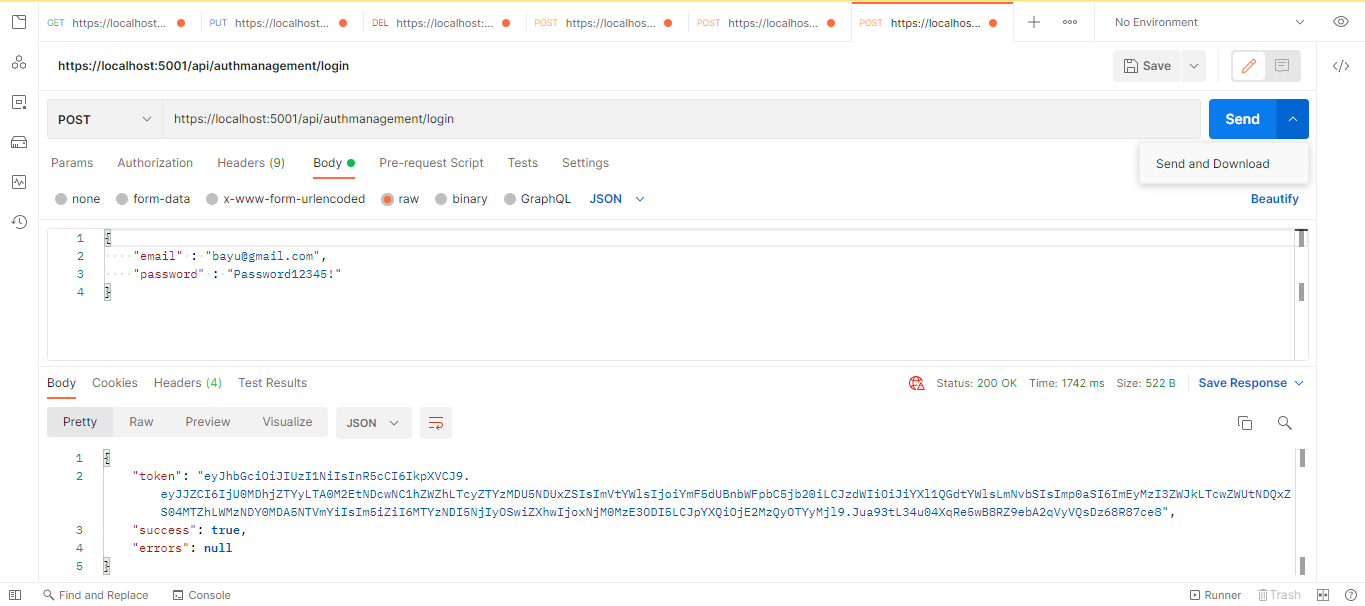 GET https://localhost... PUT https://localhost... DEL https://localhost:... POST https://localhos... POST https://localhos... POST https://localhos... No Environment
https://localhost:5001/api/authmanagement/login Save
POST https://localhost:5001/api/authmanagement/login Send
Send and Download
Params Authorization Headers (9) Body Pre-request Script Tests Settings
none form-data x-www-form-urlencoded raw binary GraphQL JSON Beautify
1 {
2 "email" : "bayu@gmail.com",
3 "password" : "Password12345!"
4 }
Body Cookies Headers (4) Test Results Status: 200 OK Time: 1742 ms Size: 522 B Save Response
Pretty Raw Preview Visualize JSON
1 {
2 "token": "eyJhbGciOiJIUzI1NiIsInR5cCI6IkpXVCJ9.
eyJJZCI6IjU0MDhjZTYyLTA0M2EtNDcwNC1hZWZhLTcyZTYzMDU5NDUxZSIsImVtYWlsIjoiYmF5dUBnbWFpbC5jb20iLCJzdWIiOiJiYXl1QGdtYWlsLmNvbSIsImp0aSI6ImEyMzI3ZWJkLTcwZWUtNDQxZ
S04MTZhLWMzNDY0MDA5NTVmYiIsIm5iZiI6MTYzNDI5NjIyOSwiZXhwIjoxNjM0MzE3ODI5LCJpYXQiOjE2MzQyOTYyMjl9.Jua93tL34u04XqRe5wB8RZ9ebA2qVyVQsDz68R87ce8",
3 "success": true,
4 "errors": null
5 }
Find and Replace Console Runner Trash